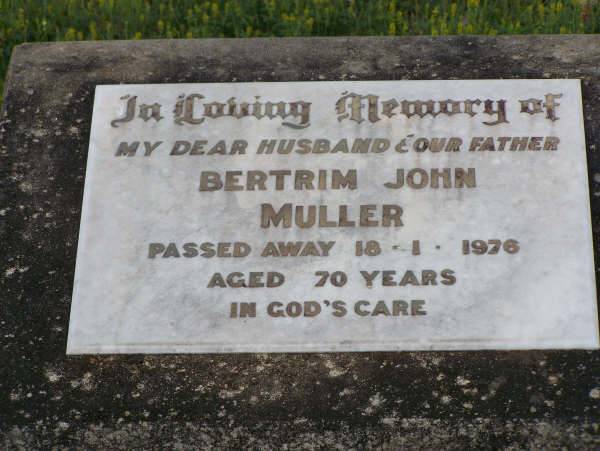 In Loving Memory of
MY DEAR HUSBAND & OUR FATHER
BERTRIM JOHN
MULLER
PASSED AWAY 18 - 1 - 1976
AGED 70 YEARS
IN GOD'S CARE